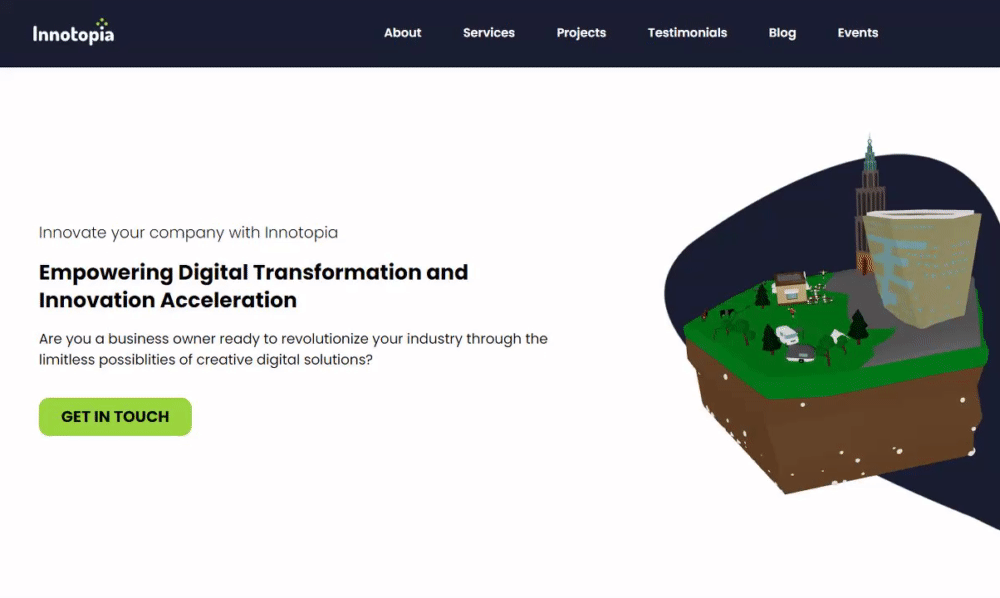 Innotopia
About Services Projects Testimonials Blog Events
Innovate your company with Innotopia
Empowering Digital Transformation and
Innovation Acceleration
Are you a business owner ready to revolutionize your industry through the
limitless possiblities of creative digital solutions?
GET IN TOUCH